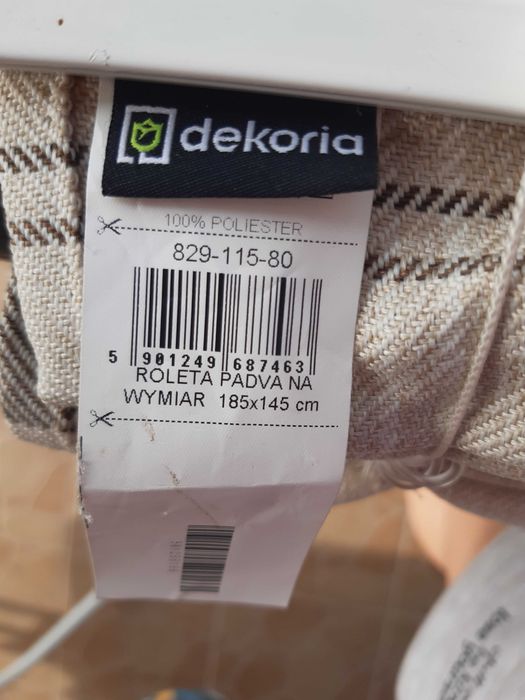 dekoria
100% POLIESTER
829-115-80
5 901249 687463
ROLETA PADVA NA
WYMIAR 185x145 cm